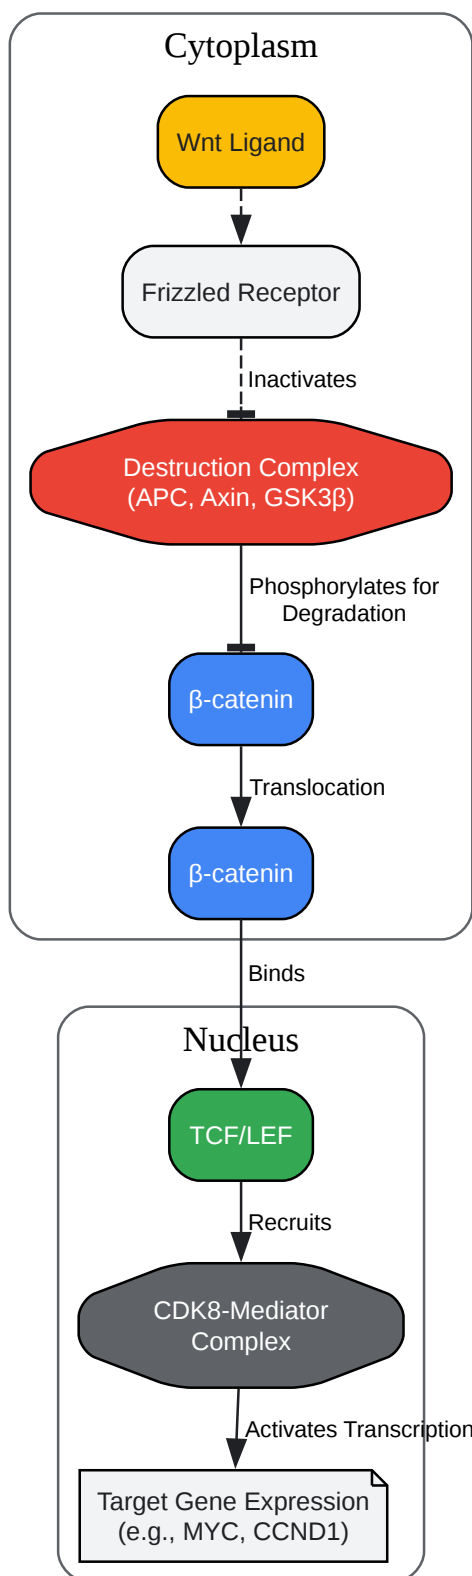 Cytoplasm
Wnt Ligand
Frizzled Receptor
Inactivates
Destruction Complex
(APC, Axin, GSK3β)
Phosphorylates for
Degradation
β-catenin
Translocation
β-catenin
Binds
Nucleus
TCF/LEF
Recruits
CDK8-Mediator
Complex
Activates Transcription
Target Gene Expression
(e.g., MYC, CCND1)